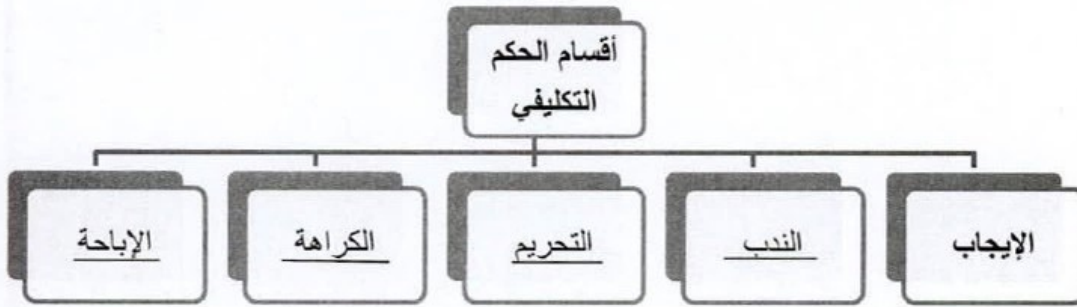 أقسام الحكم
التكليفي
الإيجاب
الندب
التحريم
الكراهة
الإباحة